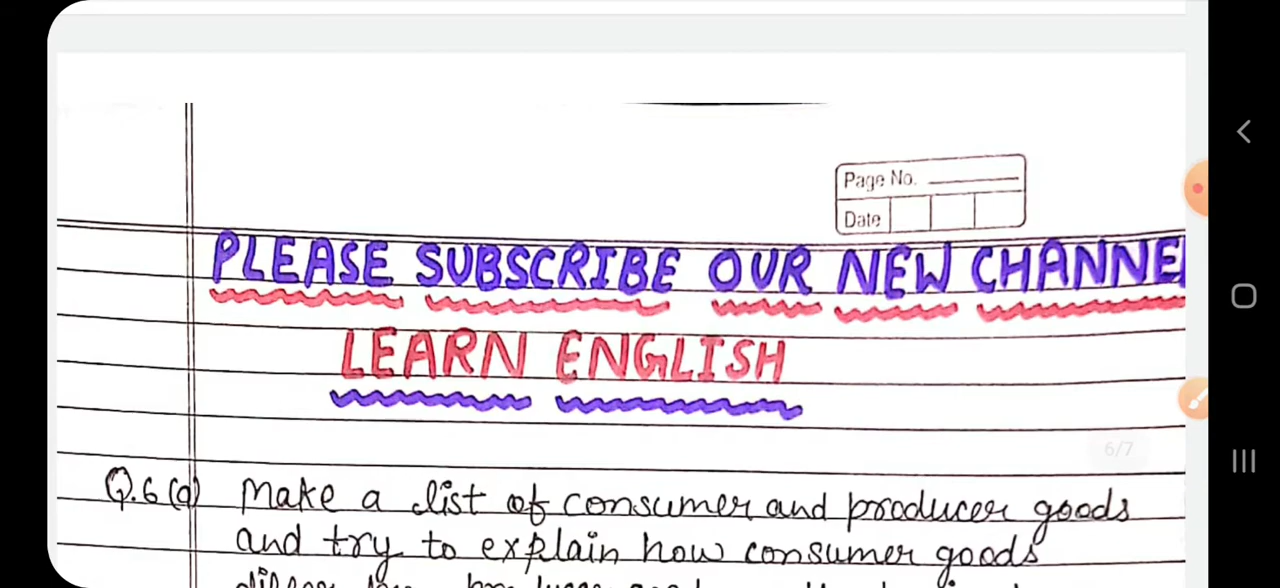 Page No.
Date
PLEASE SUBSCRIBE OUR NEW CHANNE
LEARN ENGLISH
6/7
Q.6 (a) Make a list of consumer and producer goods
and try to explain how consumer goods